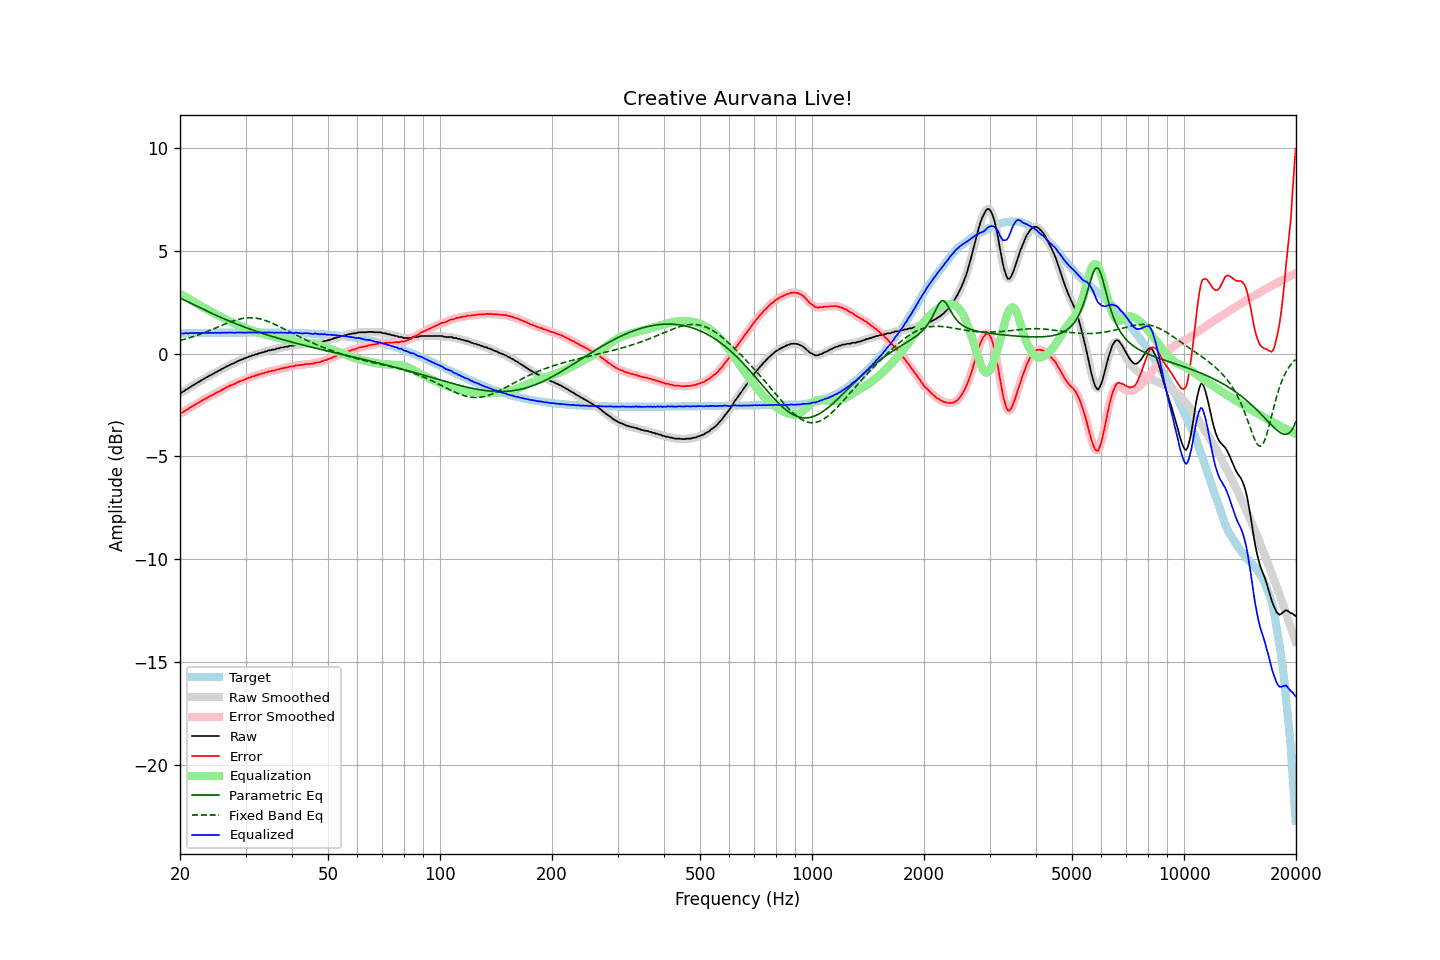 Creative Aurvana Live!
10
5
0
−5
−10
−15
−20
Amplitude (dBr)
Target
Raw Smoothed
Error Smoothed
Raw
Error
Equalization
Parametric Eq
Fixed Band Eq
Equalized
20 50 100 200 500 1000 2000 5000 10000 20000
Frequency (Hz)